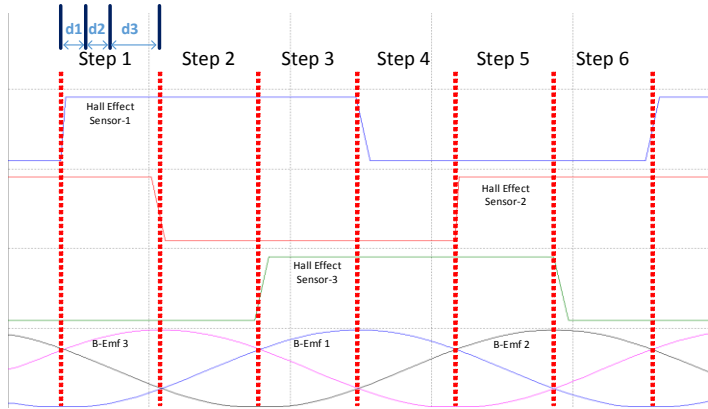 d1 d2 d3
Step 1 Step 2 Step 3 Step 4 Step 5 Step 6
Hall Effect
Sensor-1
Hall Effect
Sensor-2
Hall Effect
Sensor-3
B-Emf 3 B-Emf 1 B-Emf 2